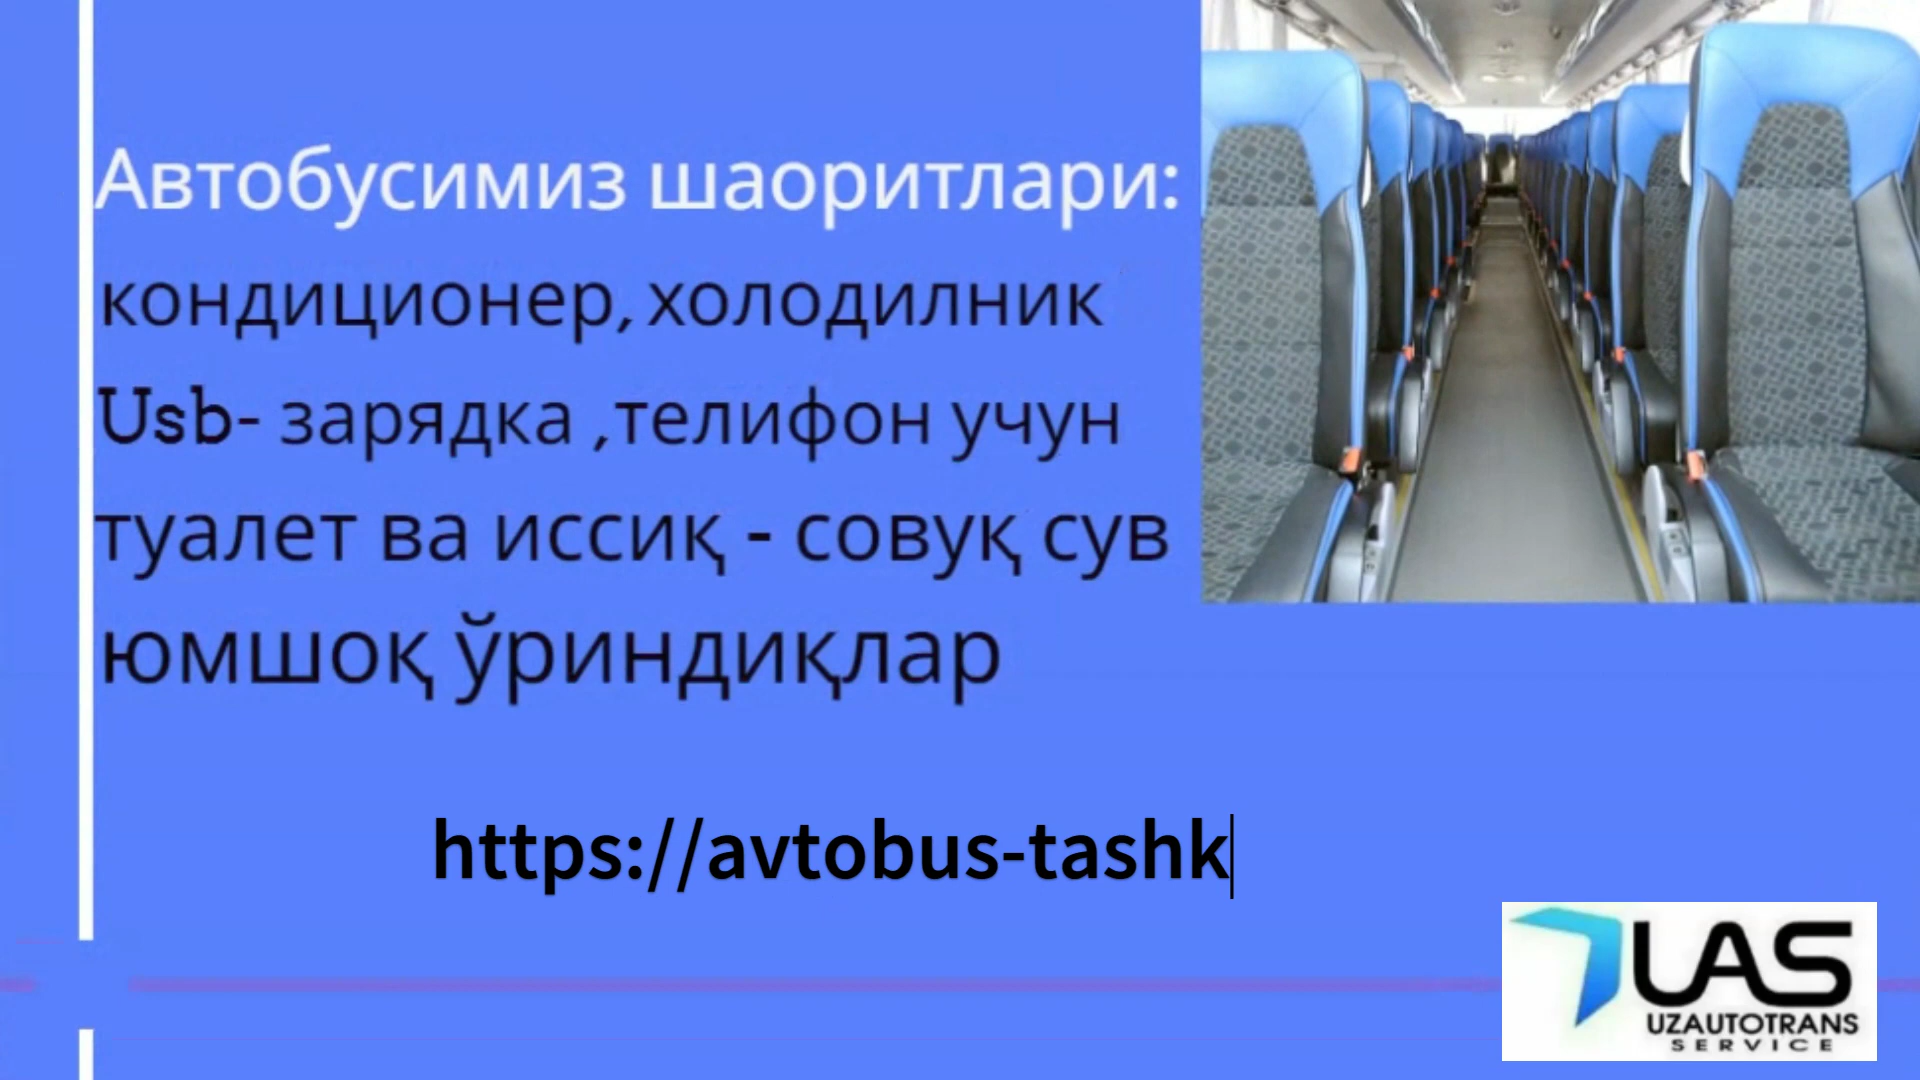 Автобусимиз шаоритлари:
кондиционер, холодилник
Usb- зарядка ,телифон учун
туалет ва иссиқ - совуқ сув
юмшоқ ўриндиқлар
https://avtobus-tashk
UAS
UZAUTOTRANS
SERVICE